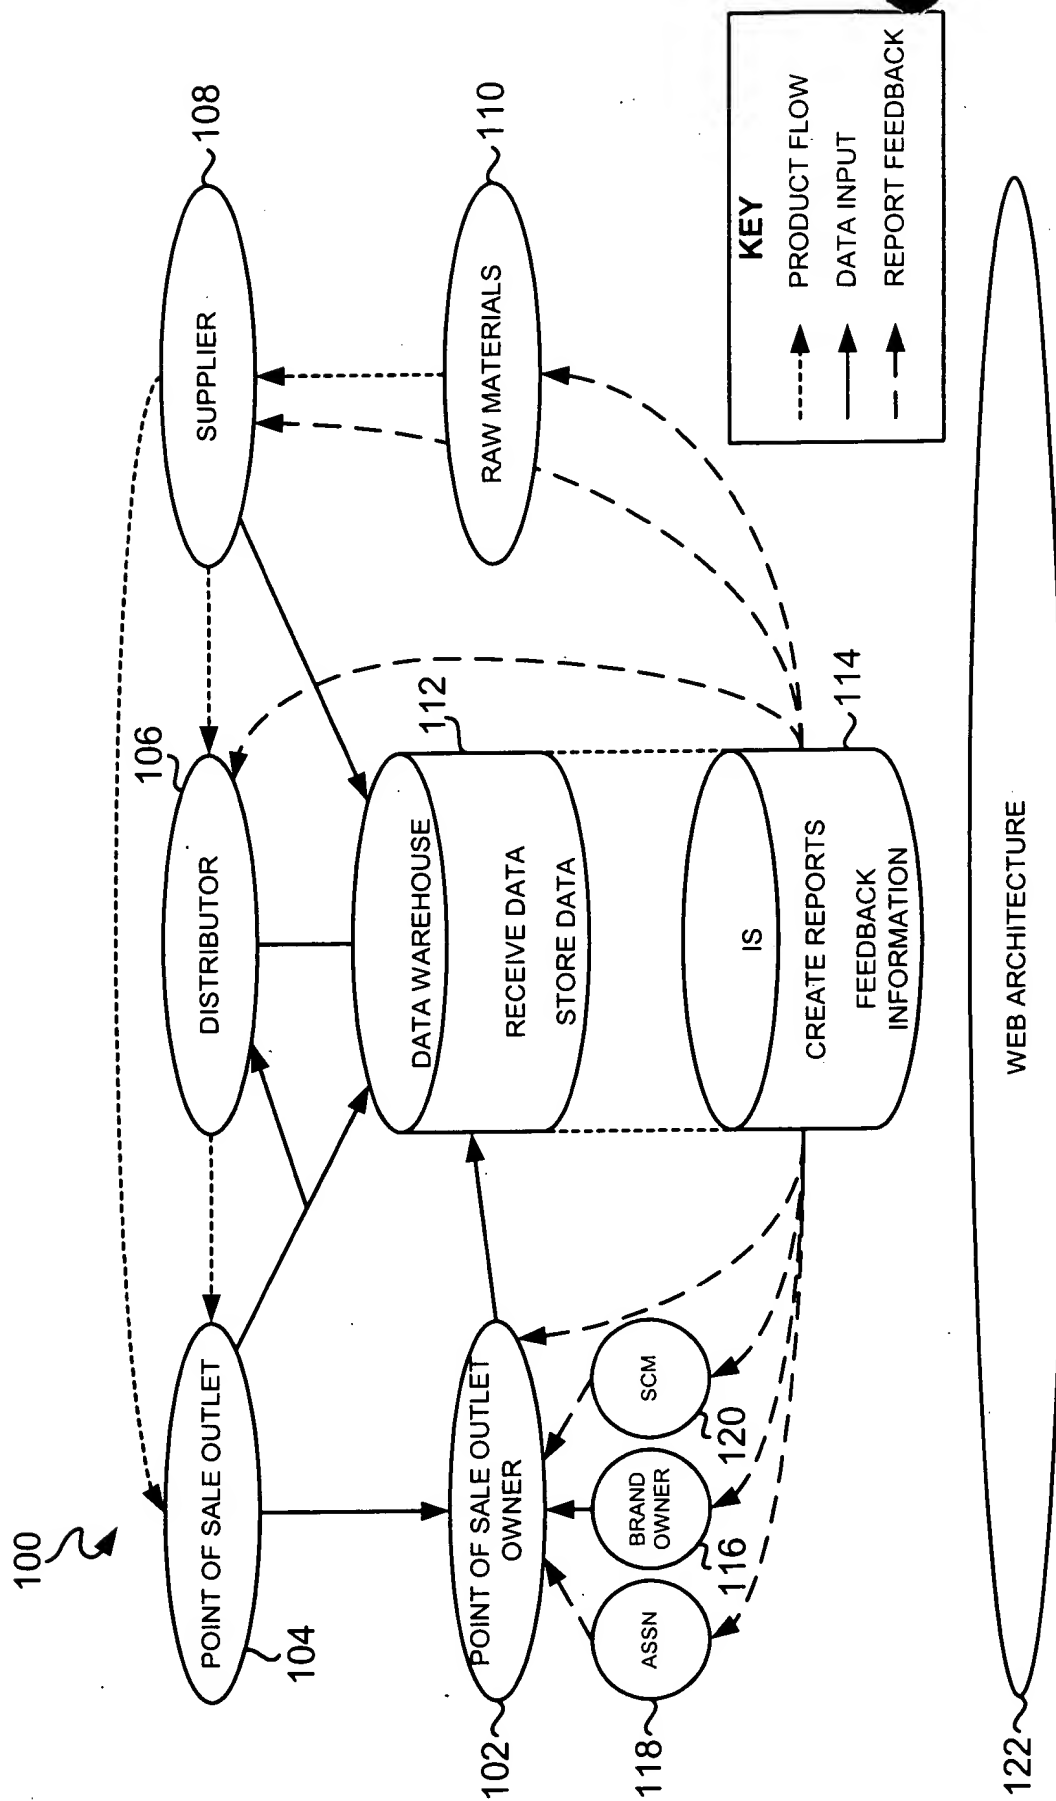 100
POINT OF SALE OUTLET
104
DISTRIBUTOR
106
SUPPLIER
108
POINT OF SALE OUTLET
OWNER
102
DATA WAREHOUSE
RECEIVE DATA
STORE DATA
112
RAW MATERIALS
110
ASSN
118
BRAND
OWNER
116
SCM
120
IS
CREATE REPORTS
FEEDBACK
INFORMATION
114
KEY
PRODUCT FLOW
DATA INPUT
REPORT FEEDBACK
WEB ARCHITECTURE
122